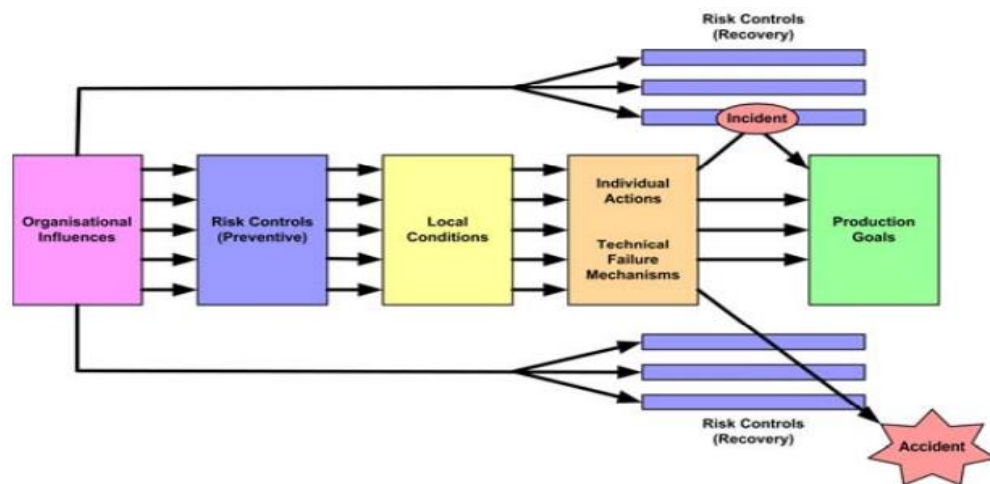 Risk Controls
(Recovery)
Incident
Organisational
Influences
Risk Controls
(Preventive)
Local
Conditions
Individual
Actions
Technical
Failure
Mechanisms
Production
Goals
Risk Controls
(Recovery)
Accident